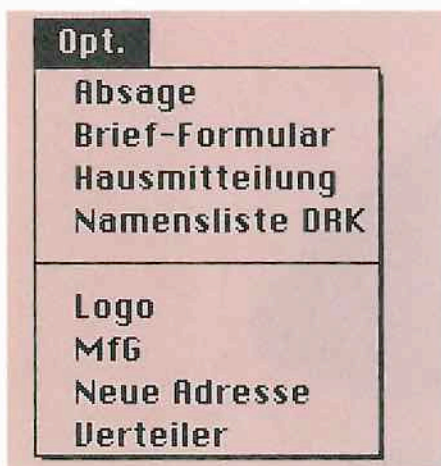 Opt.
Absage
Brief-Formular
Hausmitteilung
Namensliste DRK
Logo
MfG
Neue Adresse
Verteiler